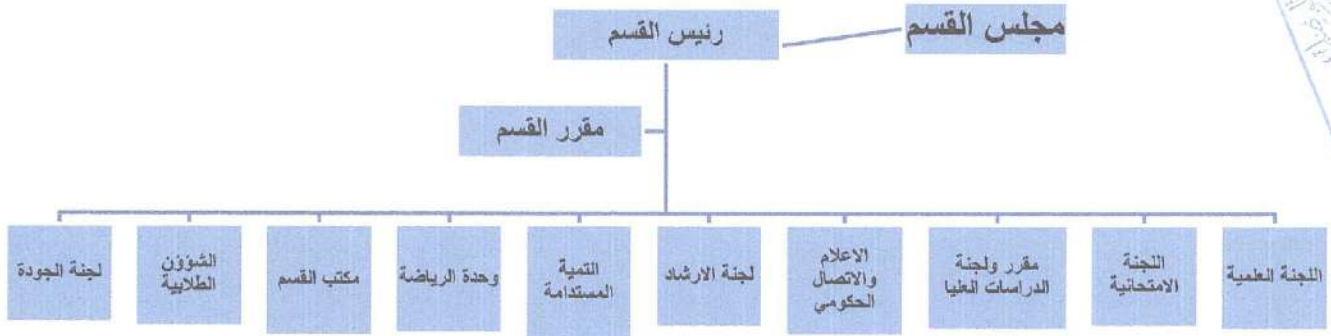 مجلس القسم
رئيس القسم
مقرر القسم
اللجنة العلمية
اللجنة
الامتحانية
مقرر ولجنة
الدراسات العليا
الاعلام
والاتصال
الحكومي
لجنة الارشاد
التمية
المستدامة
وحدة الرياضة
مكتب القسم
الشؤون
الطلابية
لجنة الجودة